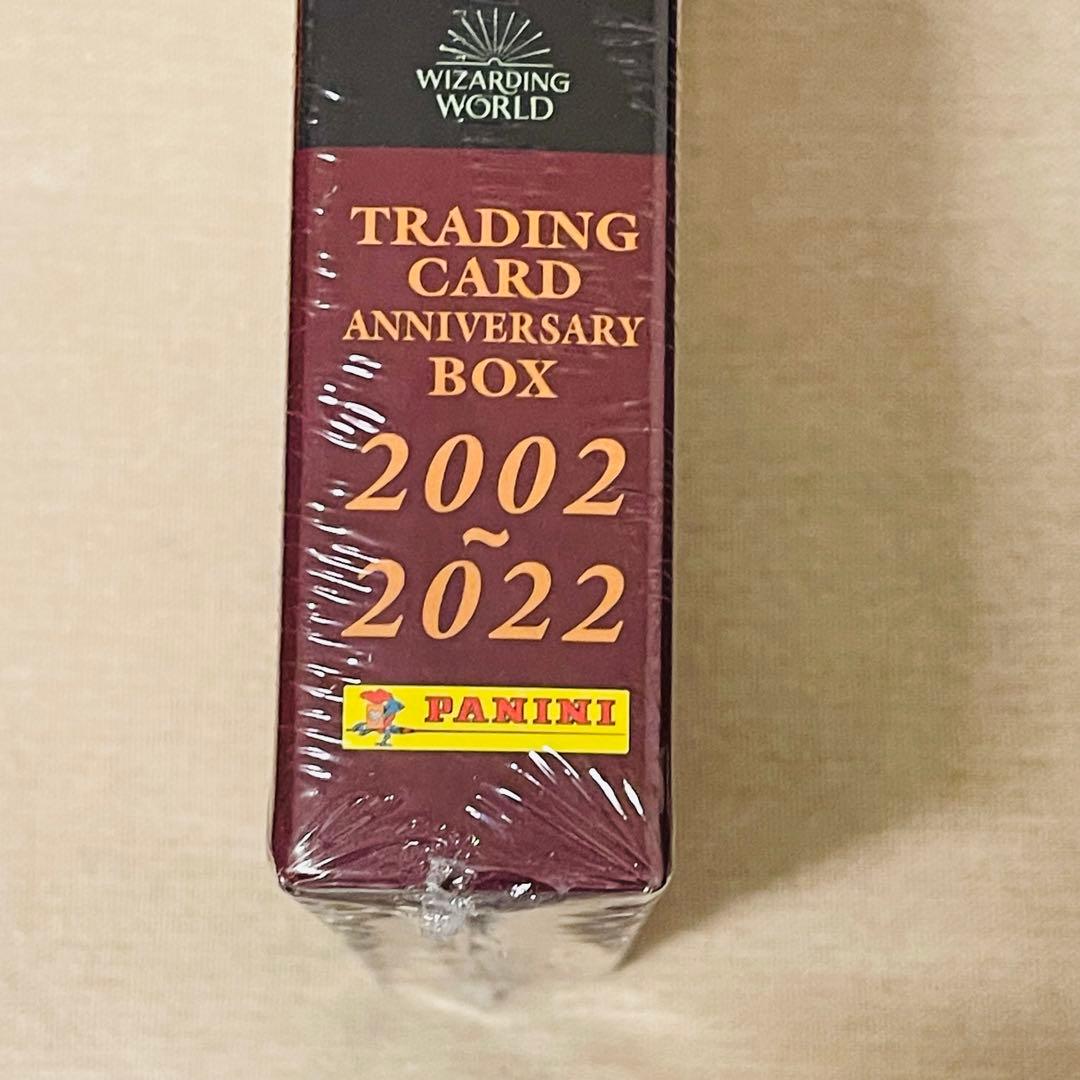 WIZARDING
WORLD
TRADING
CARD
ANNIVERSARY
BOX
2002
~
2022
PANINI